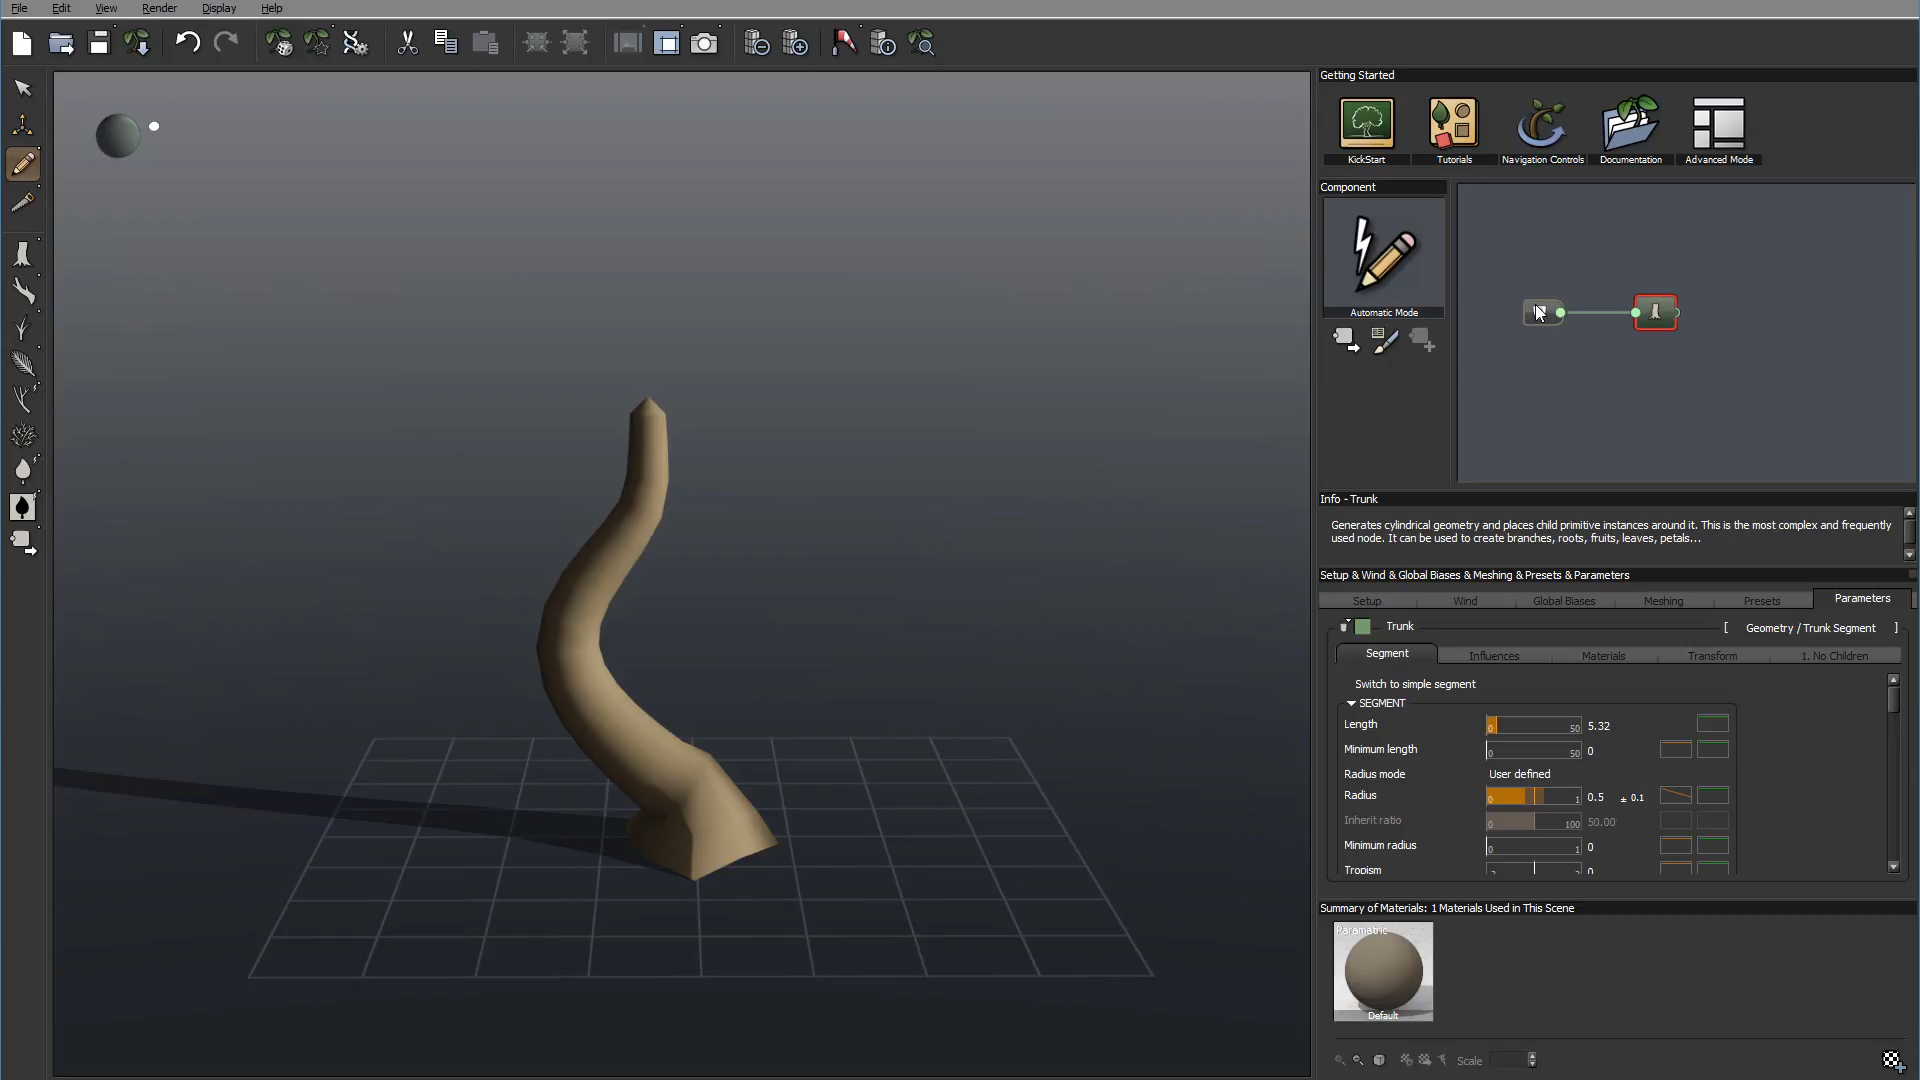 File Edit View Render Display Help
Getting Started
KickStart Tutorials Navigation Controls Documentation Advanced Mode
Component
Automatic Mode
Info - Trunk
Generates cylindrical geometry and places child primitive instances around it. This is the most complex and frequently
used node. It can be used to create branches, roots, fruits, leaves, petals...
Setup & Wind & Global Biases & Meshing & Presets & Parameters
Setup Wind Global Biases Meshing Presets Parameters
Trunk [ Geometry / Trunk Segment ]
Segment Influences Materials Transform 1. No Children
Switch to simple segment
SEGMENT
Length 0 50 5.32
Minimum length 0 50 0
Radius mode User defined
Radius 0 1 0.5 ± 0.1
Inherit ratio 0 100 50.00
Minimum radius 0 1 0
Tropism 0
Summary of Materials: 1 Materials Used in This Scene
Parametric
Default
Scale